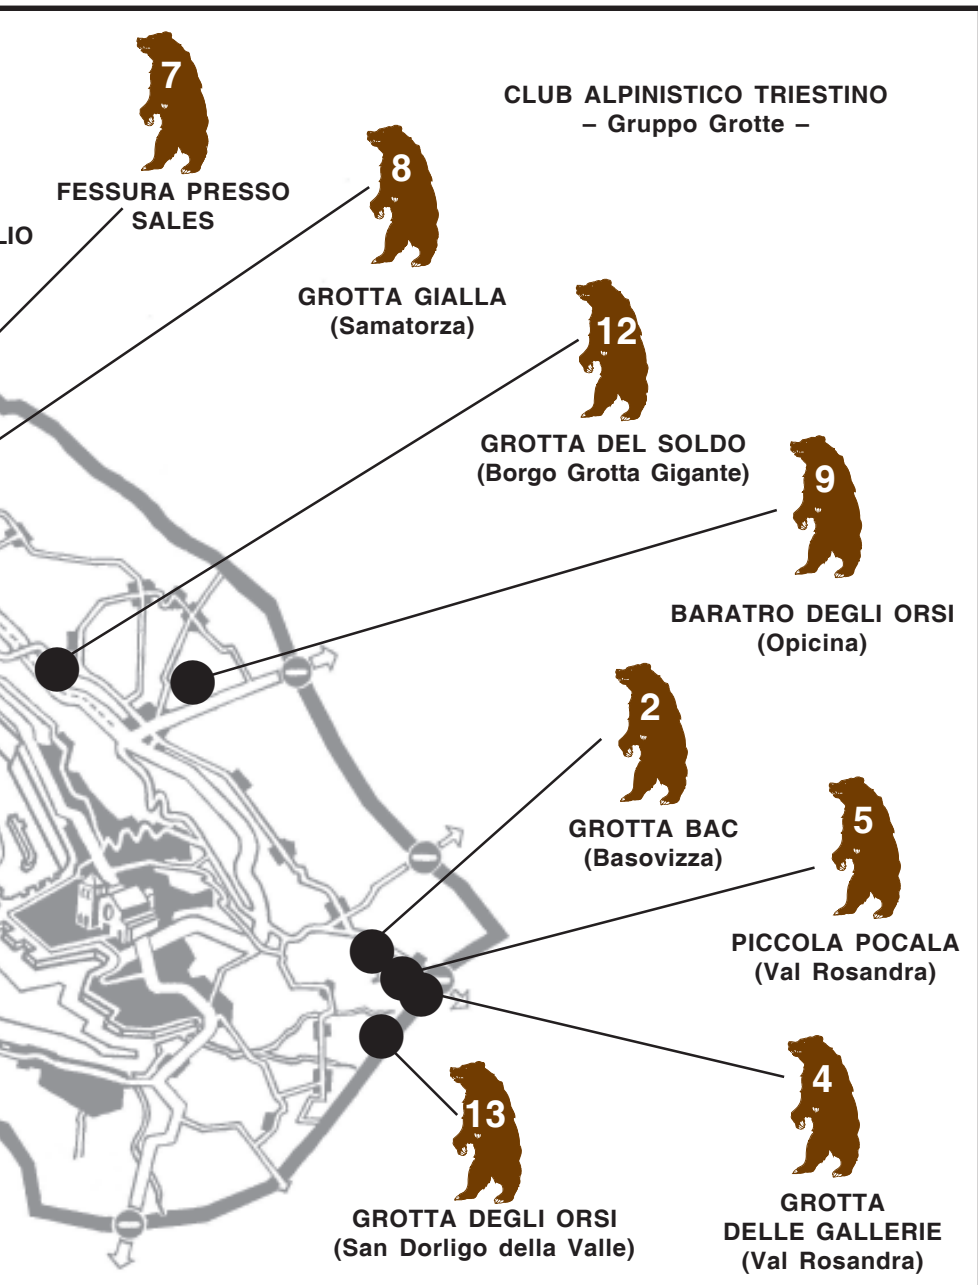 7
CLUB ALPINISTICO TRIESTINO
– Gruppo Grotte –
FESSURA PRESSO
SALES
LIO
8
GROTTA GIALLA
(Samatorza)
12
GROTTA DEL SOLDO
(Borgo Grotta Gigante)
9
BARATRO DEGLI ORSI
(Opicina)
2
GROTTA BAC
(Basovizza)
5
PICCOLA POCALA
(Val Rosandra)
4
GROTTA
DELLE GALLERIE
(Val Rosandra)
13
GROTTA DEGLI ORSI
(San Dorligo della Valle)